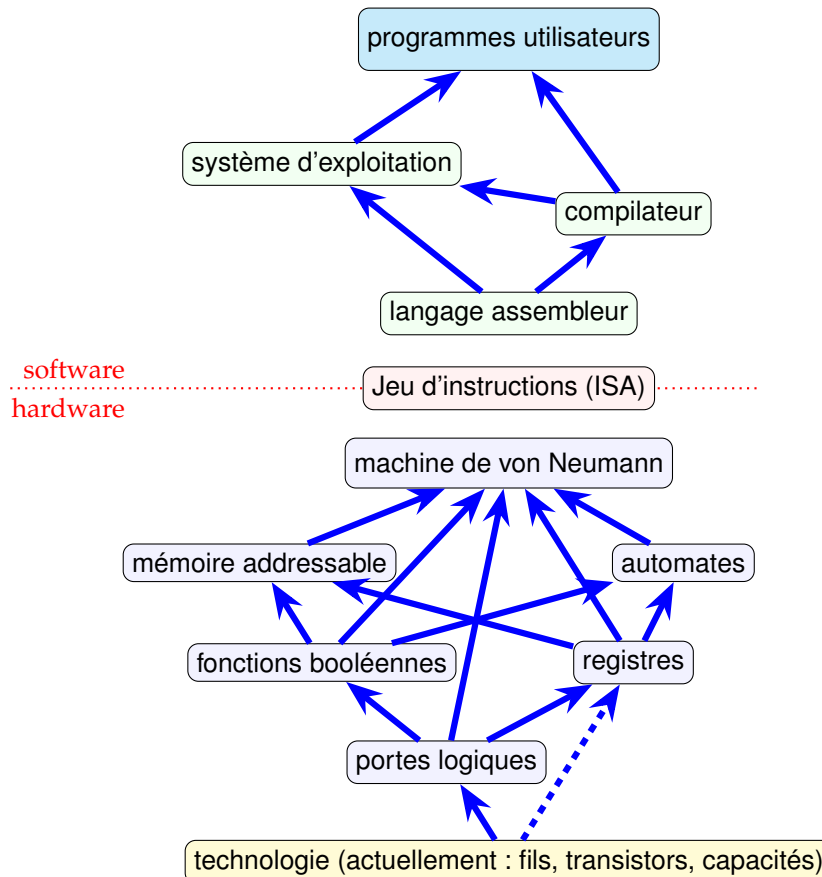 programmes utilisateurs
système d'exploitation
compilateur
langage assembleur
software
Jeu d'instructions (ISA)
hardware
machine de von Neumann
mémoire addressable
automates
fonctions booléennes
registres
portes logiques
technologie (actuellement : fils, transistors, capacités)